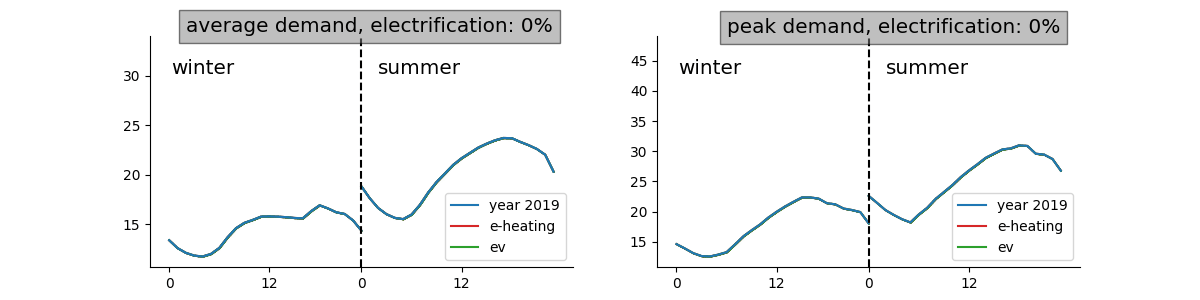 average demand, electrification: 0%
winter
summer
30
25
20
15
0
12
0
12
year 2019
e-heating
ev
peak demand, electrification: 0%
winter
summer
45
40
35
30
25
20
15
0
12
0
12
year 2019
e-heating
ev